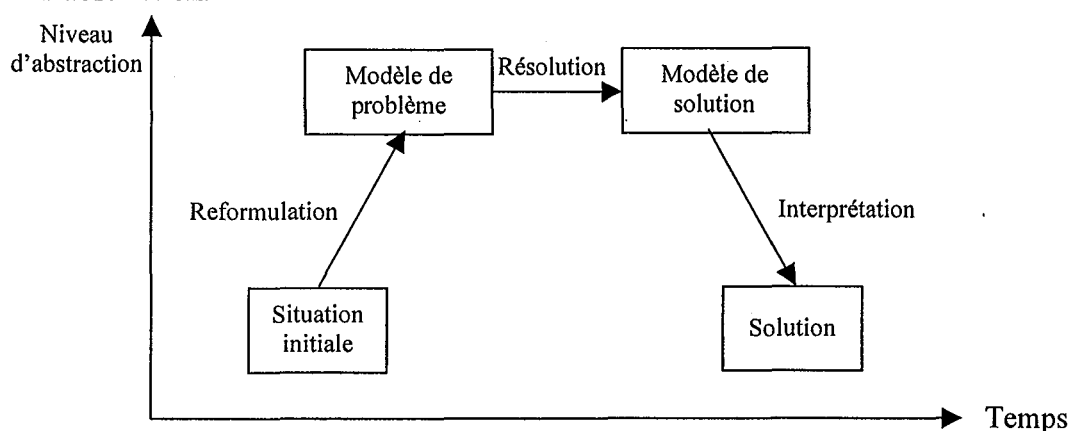 Niveau
d'abstraction
Modèle de
problème
Résolution
Modèle de
solution
Reformulation
Interprétation
Situation
initiale
Solution
Temps